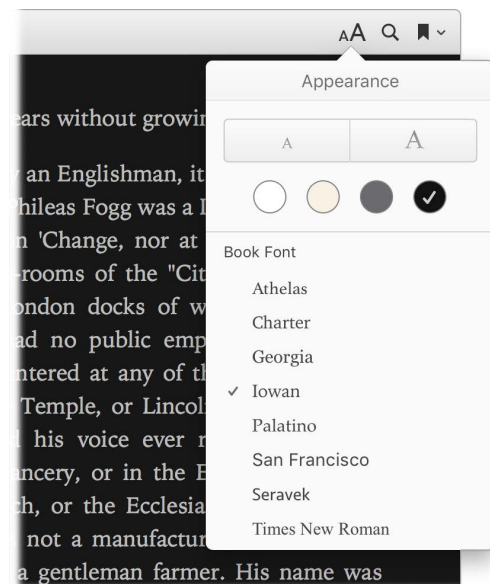 AA
ears without growin
an Englishman, it
Phileas Fogg was a
n 'Change, nor at
-rooms of the "Cit
ondon docks of w
ad no public emp
ntered at any of th
Temple, or Lincol
his voice ever
ancery, or in the
ch, or the Ecclesia
not a manufactur
a gentleman farmer. His name was
Appearance
A A
Book Font
Athelas
Charter
Georgia
Iowan
Palatino
San Francisco
Seravek
Times New Roman